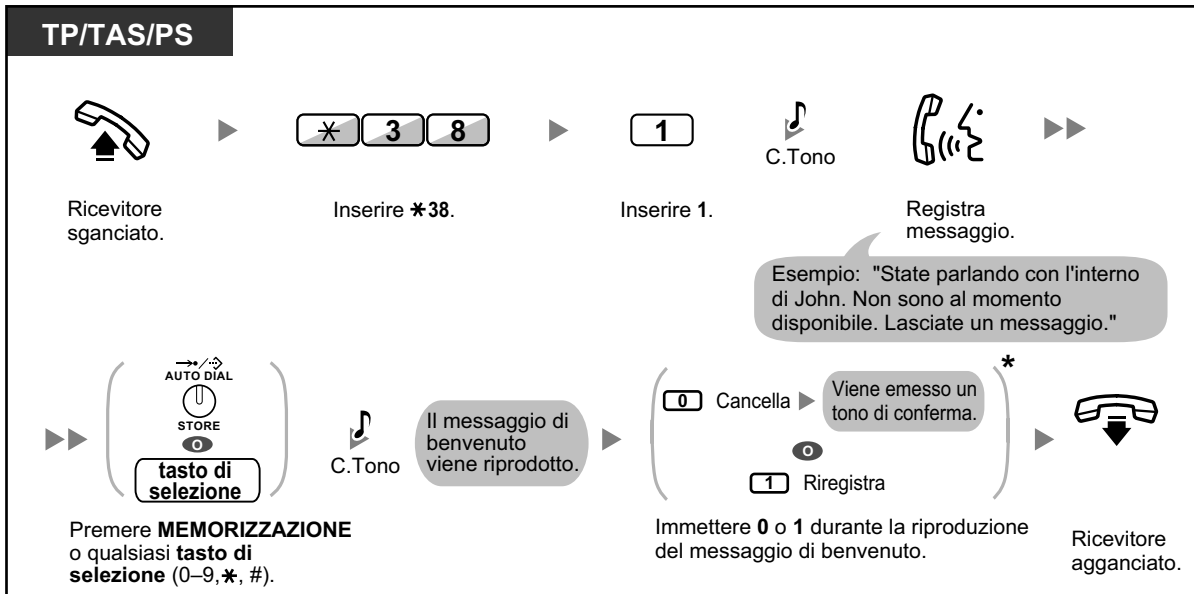 TP/TAS/PS
✳ 3 8
1
C.Tono
Ricevitore
sganciato.
Inserire ✳38.
Inserire 1.
Registra
messaggio.
Esempio: "State parlando con l'interno
di John. Non sono al momento
disponibile. Lasciate un messaggio."
AUTO DIAL
STORE
O
tasto di
selezione
C.Tono
Il messaggio di
benvenuto
viene riprodotto.
0 Cancella
Viene emesso un
tono di conferma.
O
1 Riregistra
*
Premere MEMORIZZAZIONE
o qualsiasi tasto di
selezione (0–9,✳, #).
Immettere 0 o 1 durante la riproduzione
del messaggio di benvenuto.
Ricevitore
agganciato.